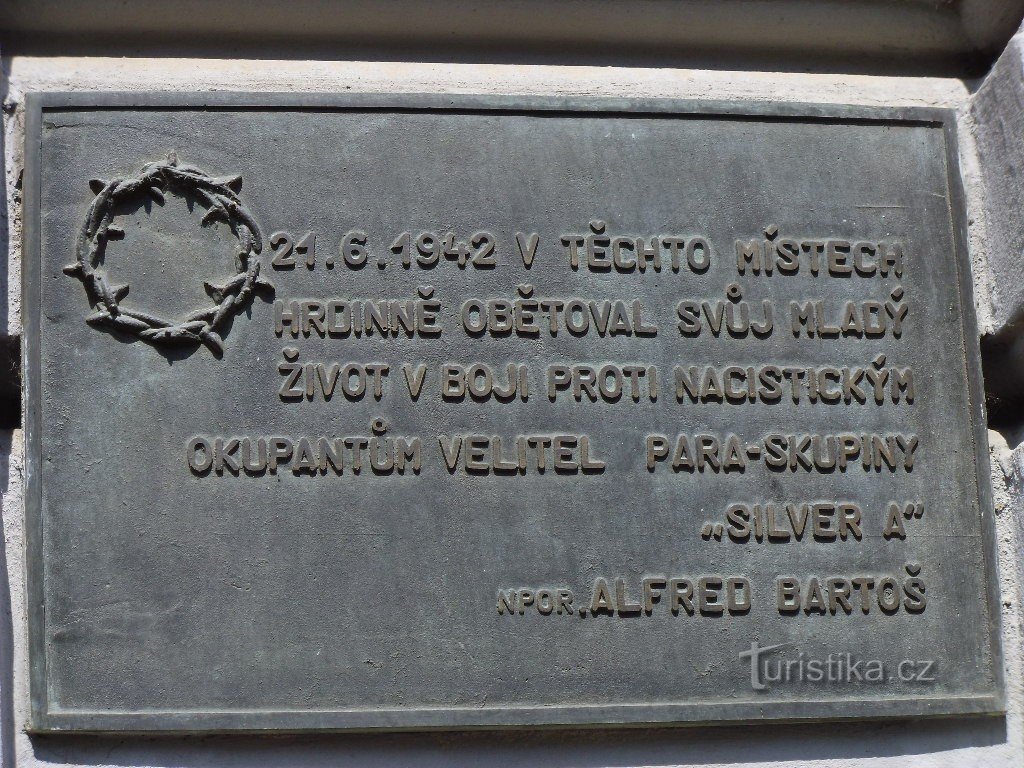 21.6.1942 V TĚCHTO MÍSTECH
HRDINNĚ OBĚTOVAL SVŮJ MLADÝ
ŽIVOT V BOJI PROTI NACISTICKÝM
OKUPANTŮM VELITEL PARA-SKUPINY
„SILVER A”
NPOR. ALFRED BARTOŠ
Turistika.cz